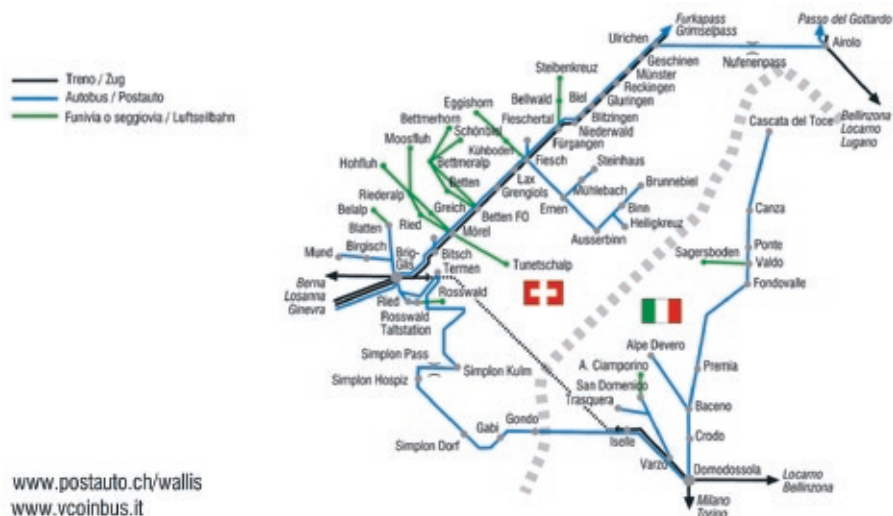 Furkapass
Grimselpass
Passo del Gottardo
Ulrichen
Airolo
Geschinen
Nufenenpass
Steibenkreuz
Münster
Reckingen
Treno / Zug
Autobus / Postauto
Funivia o seggiovia / Luftseilbahn
Eggishorn
Bellwald
Biel
Gluringen
Bettmerhorn
Fieschertal
Blitzingen
Bellinzona
Locarno
Lugano
Moosfluh
Schönbiel
Niederwald
Cascata del Toce
Kühboden
Fürgangen
Hohfluh
Bettmeralp
Fiesch
Steinhaus
Lax
Mühlebach
Brunnebiel
Riederalp
Betten
Grengiols
Belalp
Greich
Ernen
Binn
Canza
Blatten
Ried
Betten FO
Heiligkreuz
Mörel
Ausserbinn
Mund
Birgisch
Brig-
Glis
Bitsch
Termen
Sagersboden
Ponte
Valdo
Tunetschalp
Berna
Losanna
Ginevra
Fondovalle
Ried
Rosswald
Rosswald
Talstation
Alpe Devero
Simplon Pass
A. Ciamporino
Premia
Simplon Kulm
San Domenico
Simplon Hospiz
Trasquera
Baceno
Gondo
Gabi
Crodo
Simplon Dorf
Iselle
Varzo
Domodossola
Locarno
Bellinzona
www.postauto.ch/wallis
www.vcoinbus.it
Milano
Torino